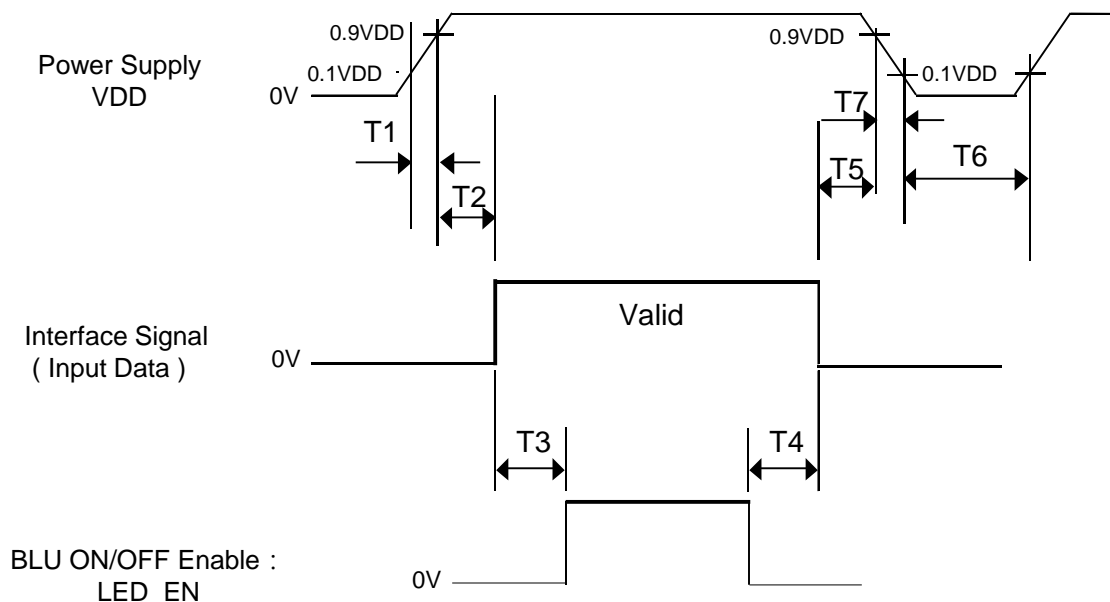 0.9VDD
0.9VDD
Power Supply
VDD
0.1VDD
0.1VDD
0V
T7
T1
T6
T5
T2
Valid
Interface Signal
( Input Data )
0V
T3
T4
BLU ON/OFF Enable :
LED EN
0V